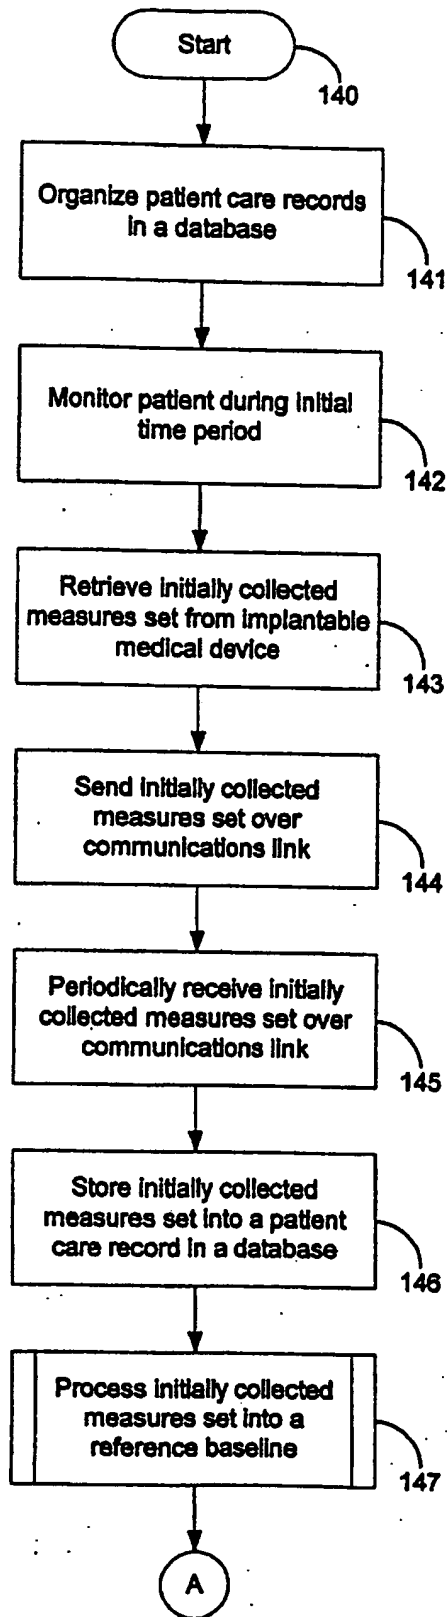 Start
140
Organize patient care records
in a database
141
Monitor patient during initial
time period
142
Retrieve initially collected
measures set from implantable
medical device
143
Send initially collected
measures set over
communications link
144
Periodically receive initially
collected measures set over
communications link
145
Store initially collected
measures set into a patient
care record in a database
146
Process initially collected
measures set into a
reference baseline
147
A